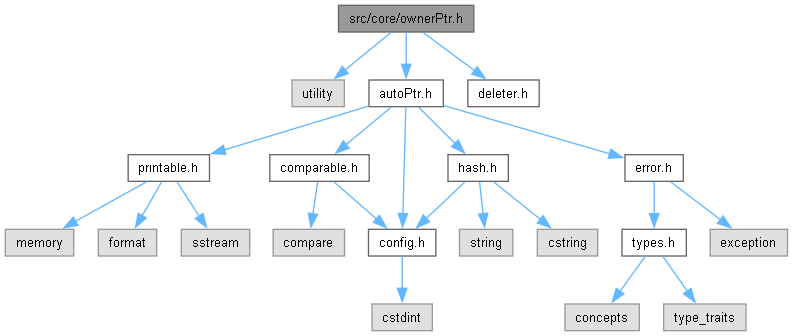 src/core/ownerPtr.h
utility
autoPtr.h
deleter.h
printable.h
comparable.h
hash.h
error.h
memory
format
sstream
compare
config.h
string
cstring
types.h
exception
cstdint
concepts
type_traits